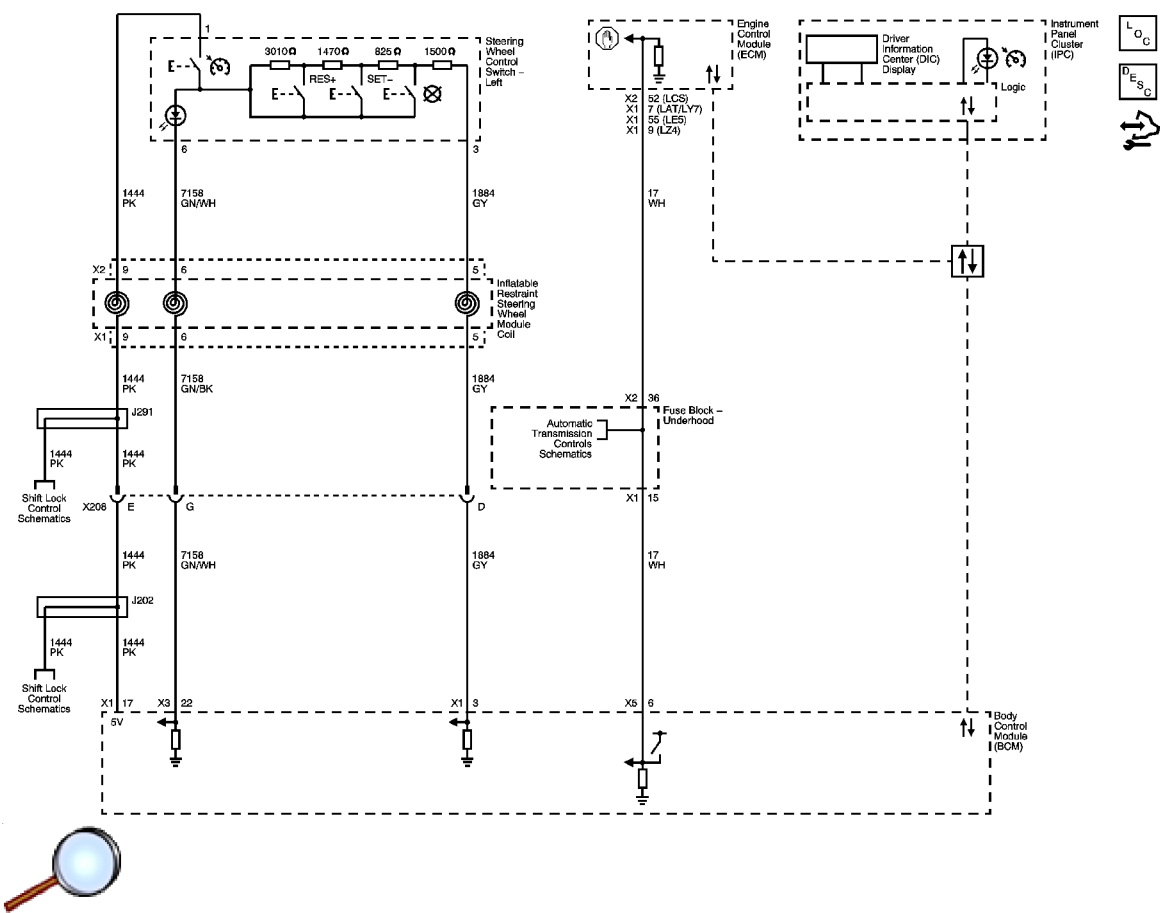 1
3010Ω 1470Ω 825Ω 1500Ω
RES+ SET−
Steering
Wheel
Control
Switch −
Left
6 3
1444
PK
7158
GN/WH
1884
GY
X2 9 6 5
Inflatable
Restraint
Steering
Wheel
Module
Coil
X1 9 6 5
1444
PK
7158
GN/BK
1884
GY
J291
1444
PK
1444
PK
Shift Lock
Control
Schematics
X208 E G D
1444
PK
7158
GN/WH
1884
GY
J202
1444
PK
1444
PK
Shift Lock
Control
Schematics
X1 17 X3 22 X1 3 X5 6
5V
Engine
Control
Module
(ECM)
X2 52 (LCS)
X1 7 (LAT/LY7)
X1 55 (LE5)
X1 9 (LZ4)
17
WH
X2 36
Fuse Block −
Underhood
Automatic
Transmission
Controls
Schematics
X1 15
17
WH
Driver
Information
Center (DIC)
Display
Logic
Instrument
Panel
Cluster
(IPC)
Body
Control
Module
(BCM)
LOC
DESC